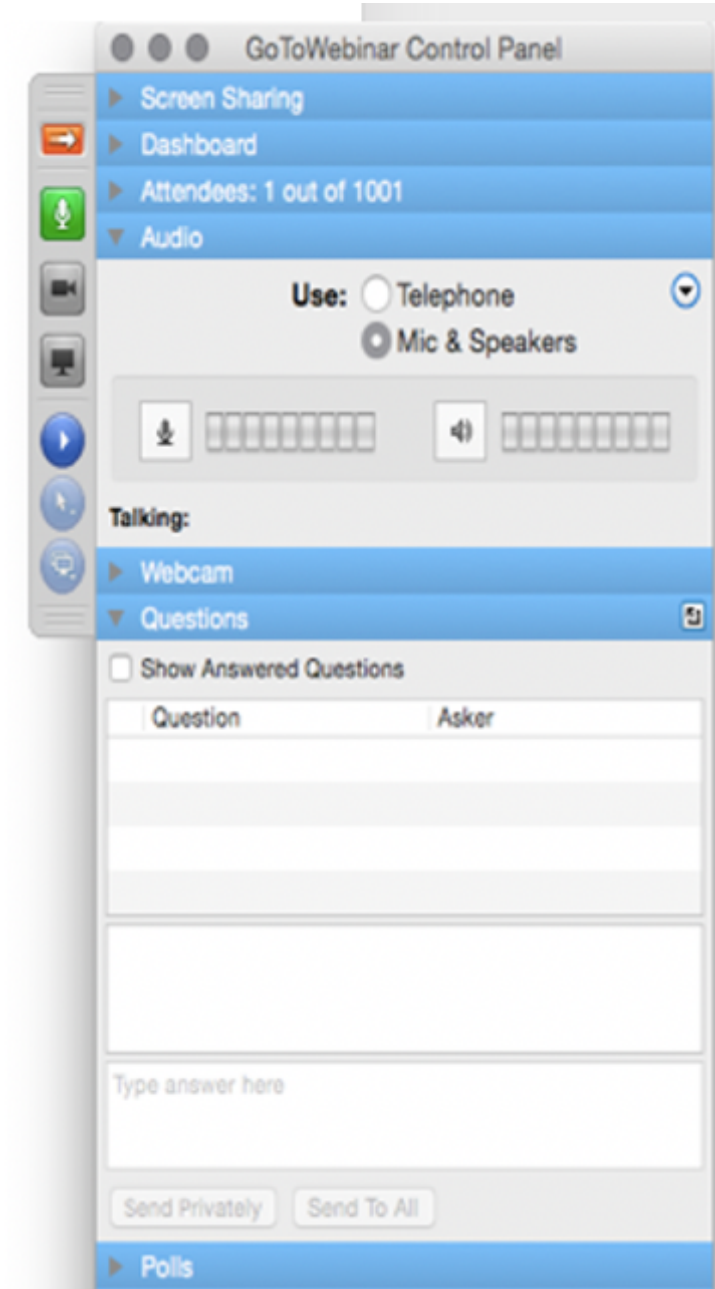 GoToWebinar Control Panel
Screen Sharing
Dashboard
Attendees: 1 out of 1001
Audio
Use: Telephone
Mic & Speakers
Talking:
Webcam
Questions
Show Answered Questions
Question Asker
Type answer here
Send Privately Send To All
Polls